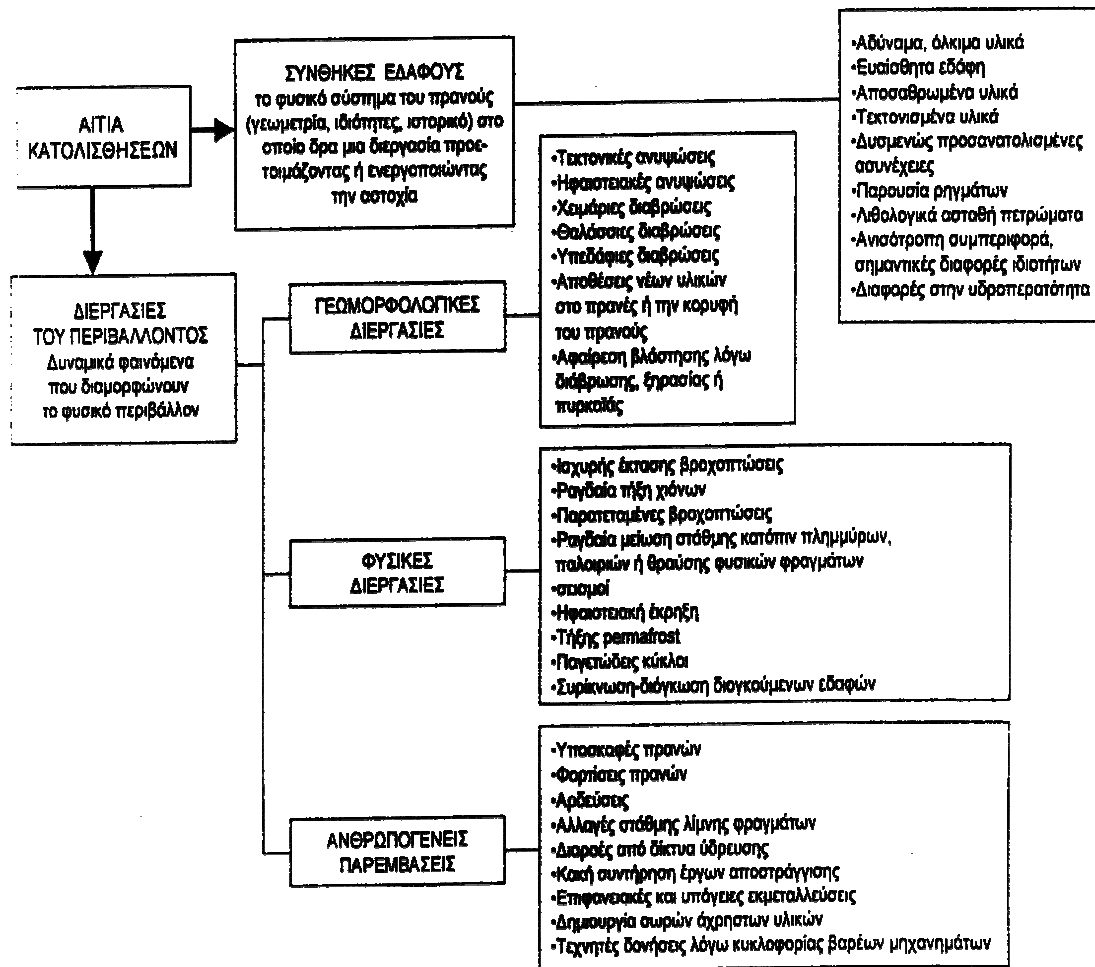 ΑΙΤΙΑ
ΚΑΤΟΛΙΣΘΗΣΕΩΝ
ΣΥΝΘΗΚΕΣ ΕΔΑΦΟΥΣ
το φυσικό σύστημα του πρανούς
(γεωμετρία, ιδιότητες, ιστορικό) στο
οποίο δρα μια διεργασία προε-
τοιμάζοντας ή ενεργοποιώντας
την αστοχία
•Αδύναμα, όλκιμα υλικά
•Ευαίσθητα εδάφη
•Αποσαθρωμένα υλικά
•Τεκτονισμένα υλικά
•Δυσμενώς προσανατολισμένες
ασυνέχειες
•Παρουσία ρηγμάτων
•Λιθολογικά ασταθή πετρώματα
•Ανισότροπη συμπεριφορά,
σημαντικές διαφορές ιδιοτήτων
•Διαφορές στην υδροπερατότητα
ΔΙΕΡΓΑΣΙΕΣ
ΤΟΥ ΠΕΡΙΒΑΛΛΟΝΤΟΣ
Δυναμικά φαινόμενα
που διαμορφώνουν
το φυσικό περιβάλλον
ΓΕΩΜΟΡΦΟΛΟΓΙΚΕΣ
ΔΙΕΡΓΑΣΙΕΣ
•Τεκτονικές ανυψώσεις
•Ηφαιστειακές ανυψώσεις
•Χειμάριες διαβρώσεις
•Θαλάσσιες διαβρώσεις
•Υπεδάφιες διαβρώσεις
•Αποθέσεις νέων υλικών
στο πρανές ή την κορυφή
του πρανούς
•Αφαίρεση βλάστησης λόγω
διάβρωσης, ξηρασίας ή
πυρκαϊάς
ΦΥΣΙΚΕΣ
ΔΙΕΡΓΑΣΙΕΣ
•Ισχυρής έκτασης βροχοπτώσεις
•Ραγδαία τήξη χιόνων
•Παρατεταμένες βροχοπτώσεις
•Ραγδαία μείωση στάθμης κατόπιν πλημμύρων,
παλοιριών ή θραύσης φυσικών φραγμάτων
•σεισμοί
•Ηφαιστειακή έκρηξη
•Τήξης permafrost
•Παγετώδεις κύκλοι
•Συρίκνωση-διόγκωση διογκούμενων εδαφών
ΑΝΘΡΩΠΟΓΕΝΕΙΣ
ΠΑΡΕΜΒΑΣΕΙΣ
•Υποσκαφές πρανών
•Φορτίσεις πρανών
•Αρδεύσεις
•Αλλαγές στάθμης λίμνης φραγμάτων
•Διαροές από δίκτυα ύδρευσης
•Κακή συντήρηση έργων αποστράγγισης
•Επιφανειακές και υπόγειες εκμεταλλεύσεις
•Δημιουργία σωρών άχρηστων υλικών
•Τεχνητές δονήσεις λόγω κυκλοφορίας βαρέων μηχανημάτων